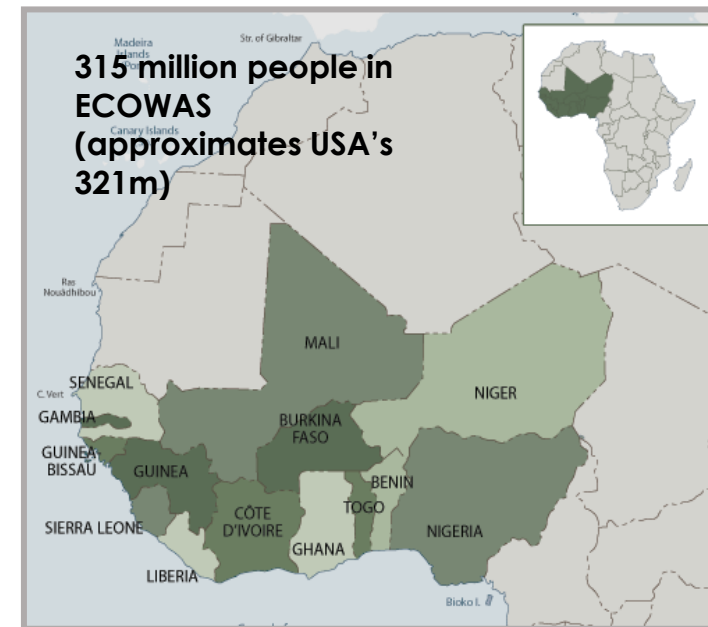 Madeira
Islands
Str. of Gibraltar
315 million people in
ECOWAS
Canary Islands
(approximates USA's
321m)
Ras
Nouâdhibou
MALI
NIGER
SENEGAL
C. Vert
GAMBIA
BURKINA
FASO
GUINEA-
BISSAU
GUINEA
BENIN
TOGO
CÔTE
D'IVOIRE
SIERRA LEONE
NIGERIA
GHANA
LIBERIA
Bioko I.